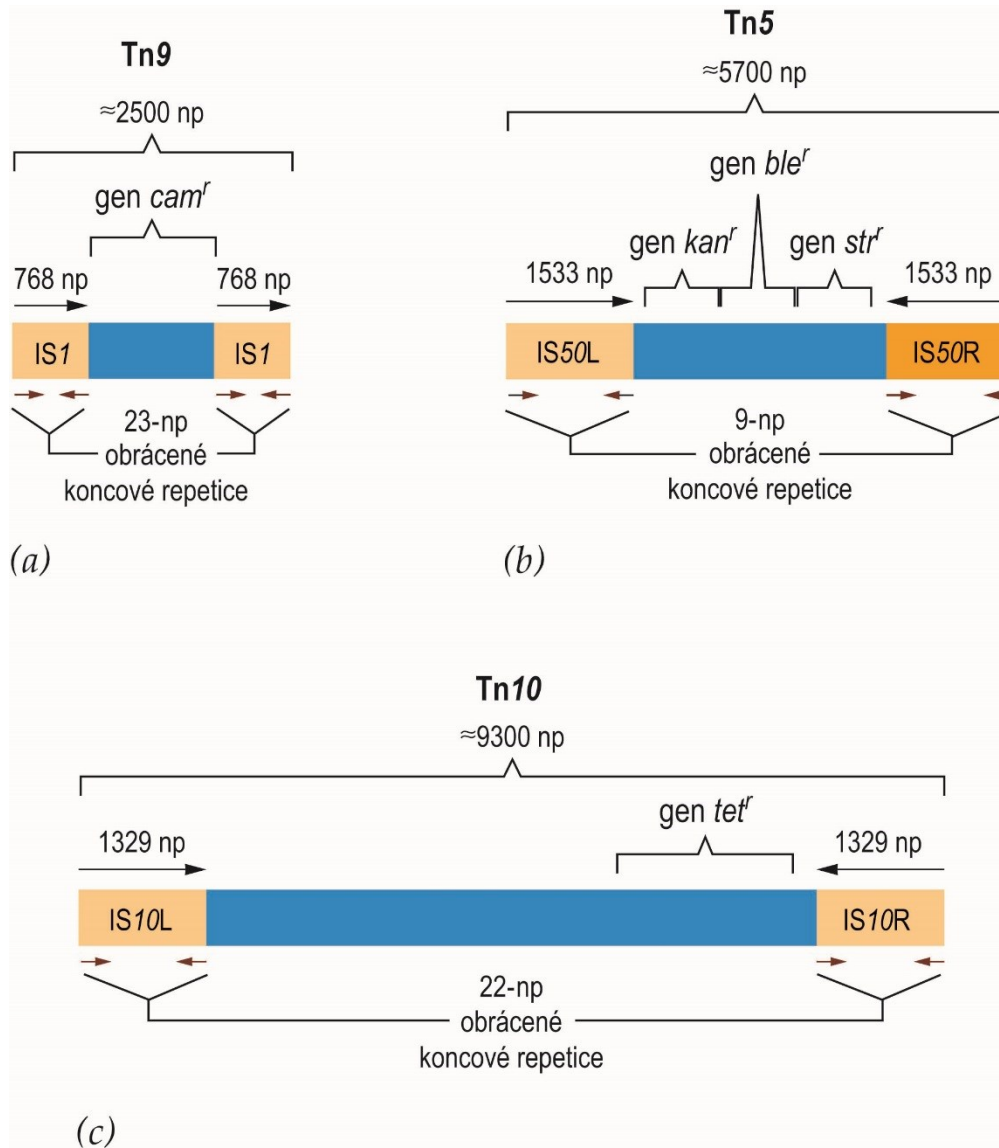 Tn9
≈2500 np
gen camʳ
768 np
768 np
IS1
IS1
23-np
obrácené
koncové repetice
(a)
Tn5
≈5700 np
gen bleʳ
gen kanʳ
gen strʳ
1533 np
1533 np
IS50L
IS50R
9-np
obrácené
koncové repetice
(b)
Tn10
≈9300 np
gen tetʳ
1329 np
1329 np
IS10L
IS10R
22-np
obrácené
koncové repetice
(c)